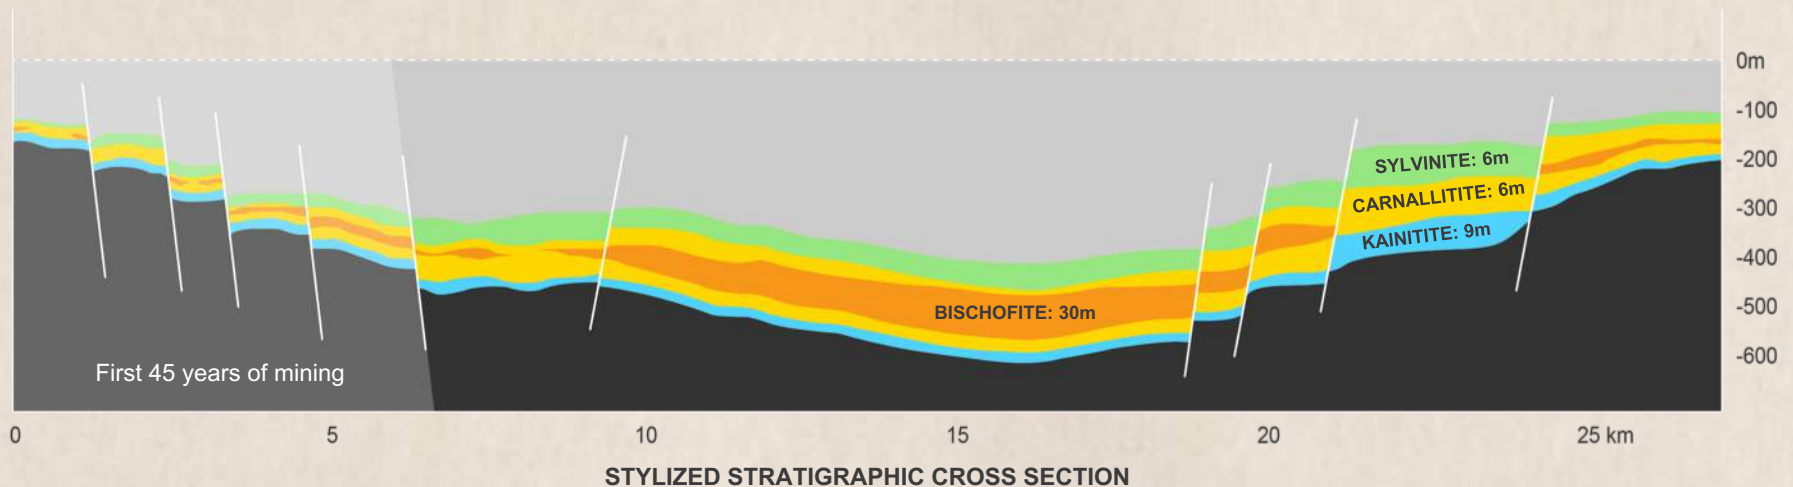 0m
-100
-200
-300
-400
-500
-600
SYLVINITE: 6m
CARNALLITITE: 6m
KAINITITE: 9m
BISCHOFITE: 30m
First 45 years of mining
0 5 10 15 20 25 km
STYLIZED STRATIGRAPHIC CROSS SECTION